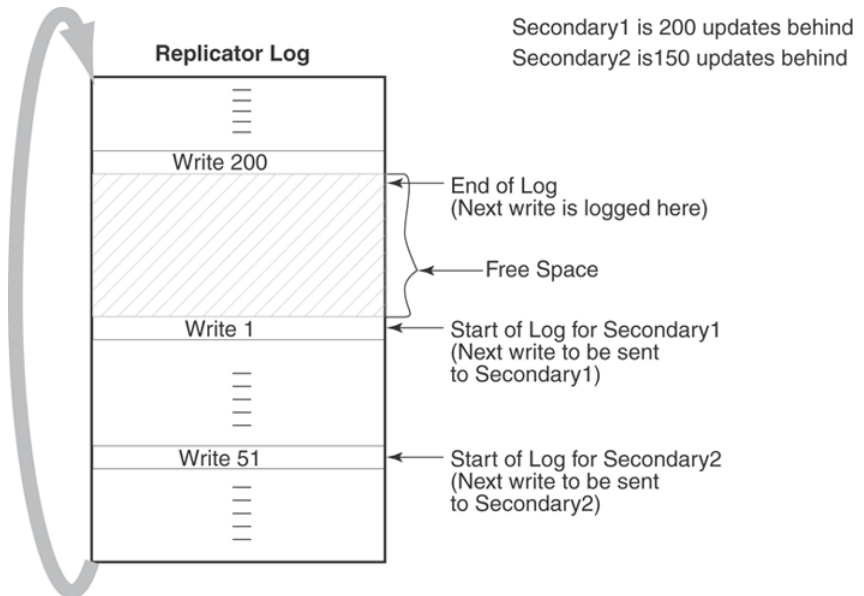 Secondary1 is 200 updates behind
Secondary2 is150 updates behind
Replicator Log
Write 200
End of Log
(Next write is logged here)
Free Space
Write 1
Start of Log for Secondary1
(Next write to be sent
to Secondary1)
Write 51
Start of Log for Secondary2
(Next write to be sent
to Secondary2)